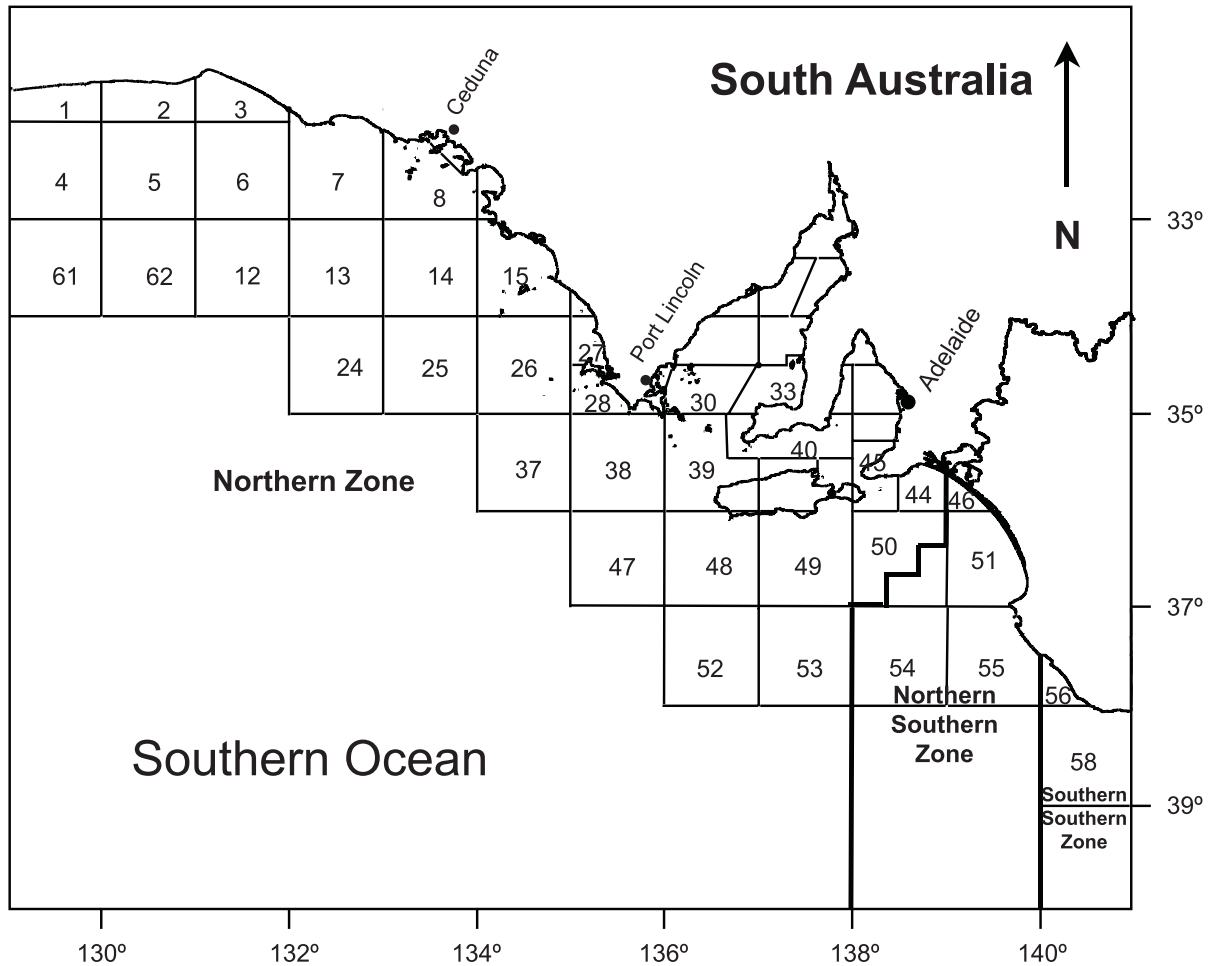 South Australia
Ceduna
1
2
3
4
5
6
7
8
33º
N
61
62
12
13
14
15
Port Lincoln
Adelaide
24
25
26
27
28
30
33
35º
37
38
39
40
45
44
46
Northern Zone
47
48
49
50
51
37º
52
53
54
55
56
Northern
Southern
Zone
Southern Ocean
58
Southern
Southern
Zone
39º
130º
132º
134º
136º
138º
140º